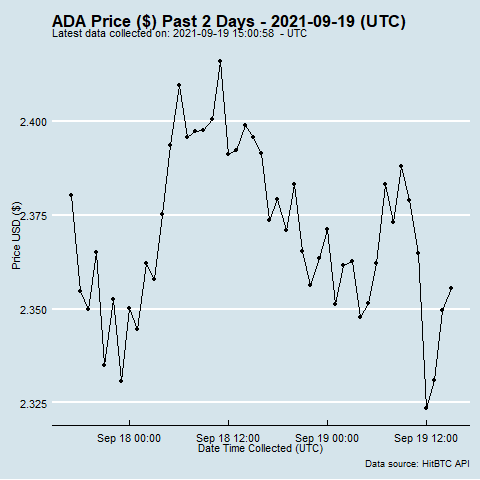 ADA Price ($) Past 2 Days - 2021-09-19 (UTC)
Latest data collected on: 2021-09-19 15:00:58 - UTC
2.400
2.375
2.350
2.325
Price USD ($)
Sep 18 00:00 Sep 18 12:00 Sep 19 00:00 Sep 19 12:00
Date Time Collected (UTC)
Data source: HitBTC API